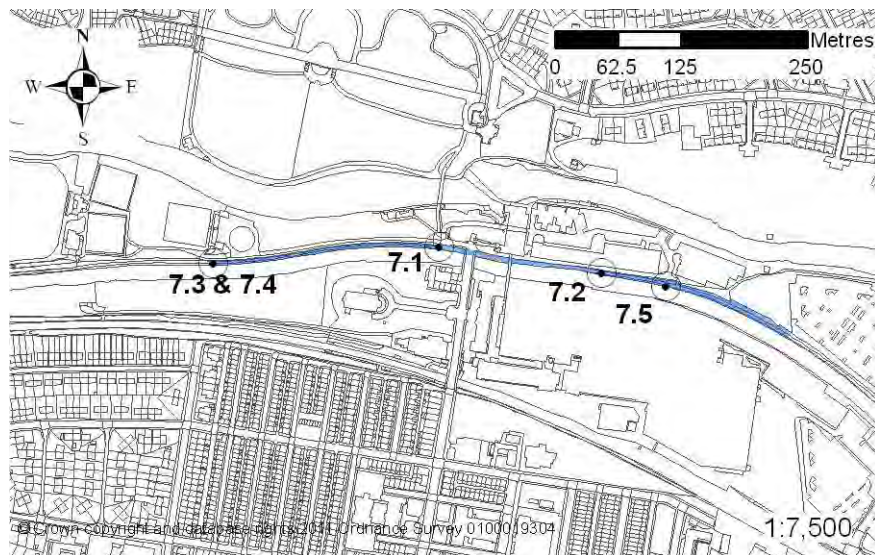 N
W E
S
Metres
0 62.5 125 250
7.1
7.3 & 7.4
7.2
7.5
© Crown copyright and database rights 2011 Ordnance Survey 0100019304
1:7,500